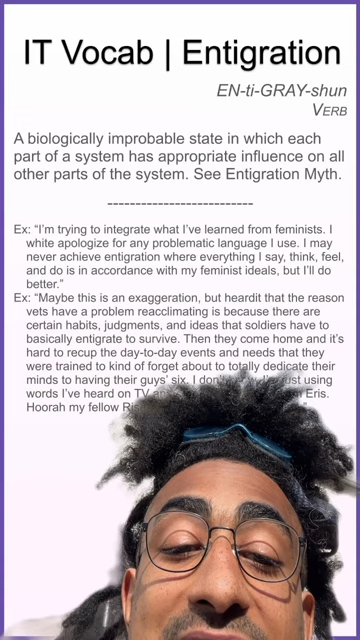 IT Vocab | Entigration
EN-ti-GRAY-shun
VERB
A biologically improbable state in which each
part of a system has appropriate influence on all
other parts of the system. See Entigration Myth.
--------------------------
Ex: “I’m trying to integrate what I’ve learned from feminists. I
white apologize for any problematic language I use. I may
never achieve entigration where everything I say, think, feel,
and do is in accordance with my feminist ideals, but I’ll do
better.”
Ex: “Maybe this is an exaggeration, but heardit that the reason
vets have a problem reacclimating is because there are
certain habits, judgments, and ideas that soldiers have to
basically entigrate to survive. Then they come home and it’s
hard to recup the day-to-day events and needs that they
were trained to kind of forget about to totally dedicate their
minds to having their guys’ six. I don’t just using
words I’ve heard on TV Eris.
Hoorah my fellow